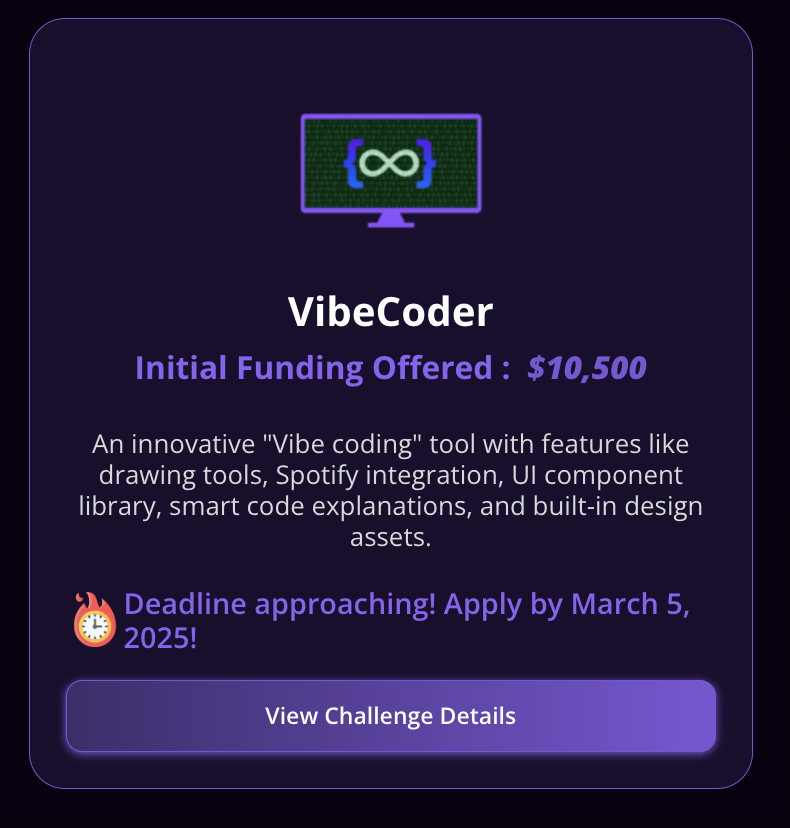 {∞}
VibeCoder
Initial Funding Offered : $10,500
An innovative "Vibe coding" tool with features like
drawing tools, Spotify integration, UI component
library, smart code explanations, and built-in design
assets.
Deadline approaching! Apply by March 5,
2025!
View Challenge Details